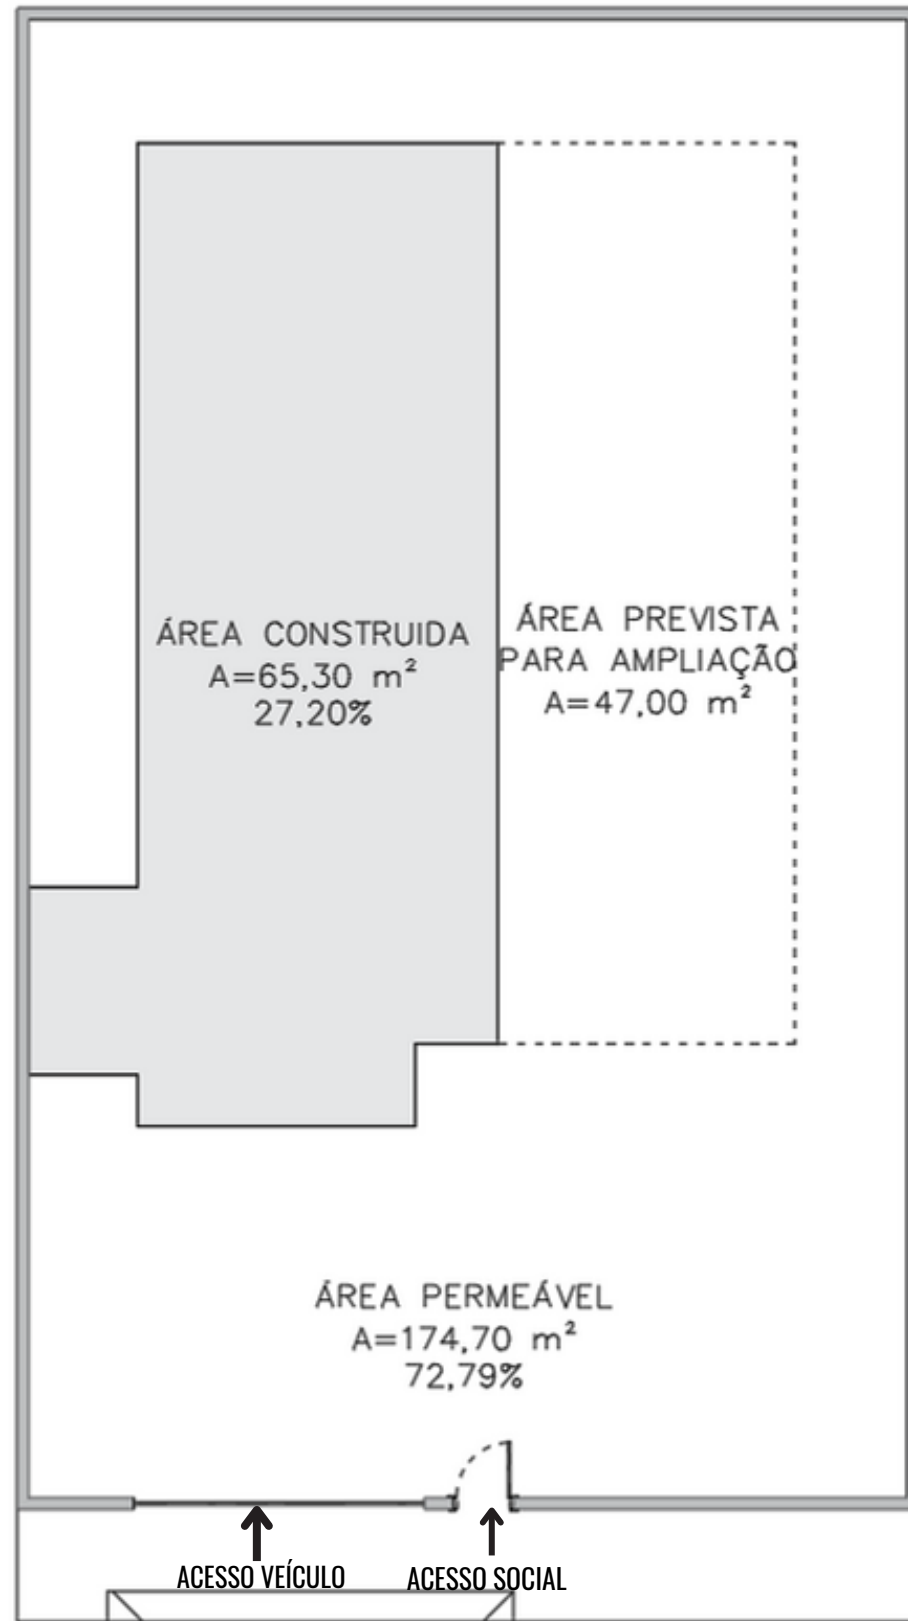 ÁREA CONSTRUIDA
A=65,30 m²
27,20%
ÁREA PREVISTA
PARA AMPLIAÇÃO
A=47,00 m²
ÁREA PERMEÁVEL
A=174,70 m²
72,79%
ACESSO VEÍCULO
ACESSO SOCIAL